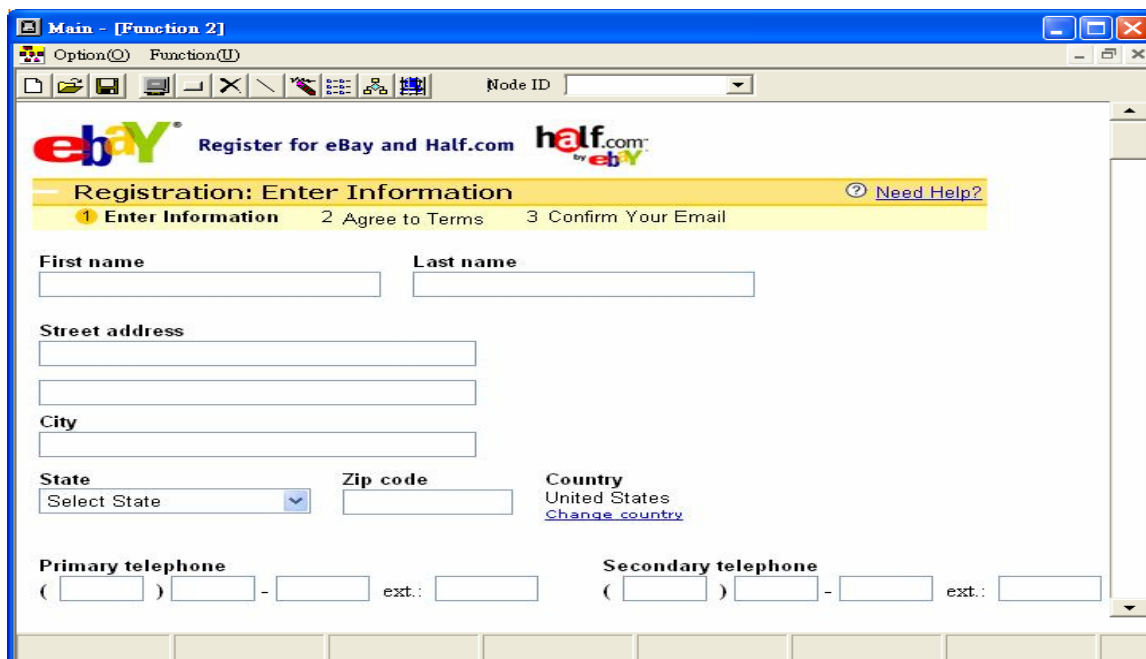 Main - [Function 2]
Option(O) Function(U)
Node ID
ebaY® Register for eBay and Half.com half.com™
by ebaY
Registration: Enter Information ? Need Help?
1 Enter Information 2 Agree to Terms 3 Confirm Your Email
First name Last name
Street address
City
State Zip code Country
Select State United States
Change country
Primary telephone Secondary telephone
( ) - ext.: ( ) - ext.: